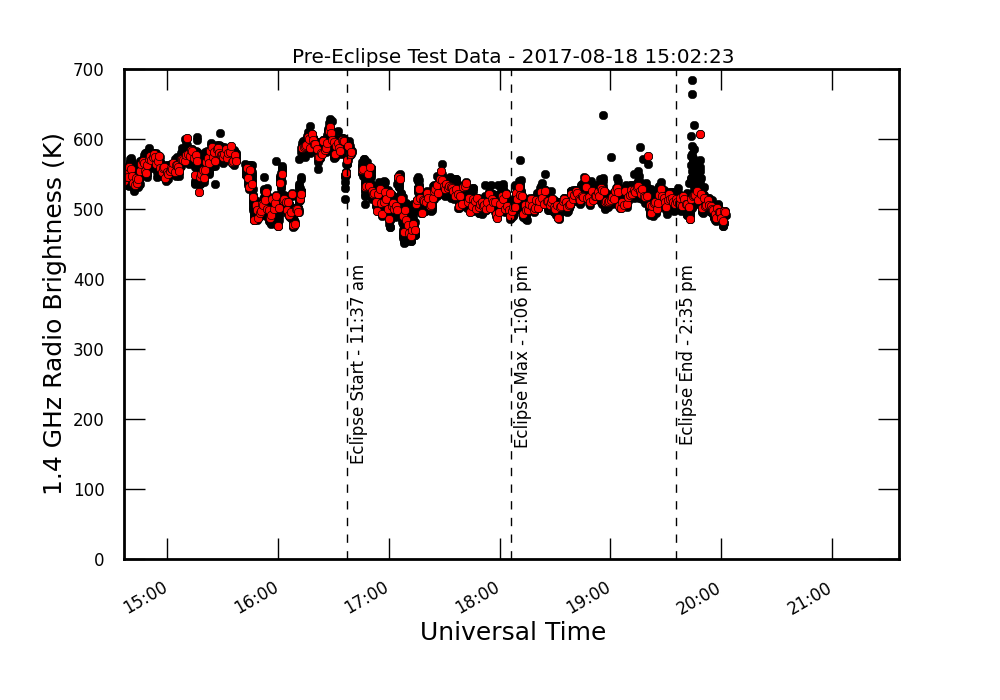 Pre-Eclipse Test Data - 2017-08-18 15:02:23
1.4 GHz Radio Brightness (K)
700
600
500
400
300
200
100
0
Eclipse Start - 11:37 am
Eclipse Max - 1:06 pm
Eclipse End - 2:35 pm
15:00
16:00
17:00
18:00
19:00
20:00
21:00
Universal Time